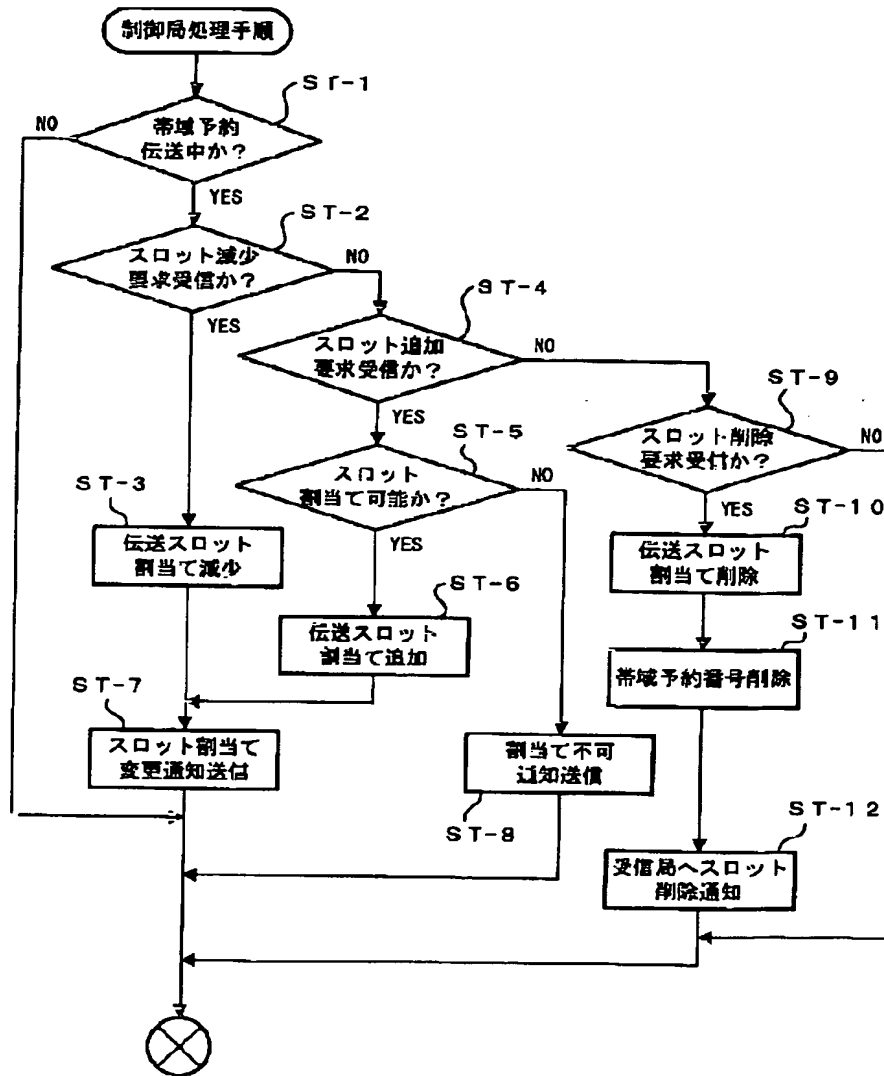 制御局処理手順
ST-1
帯域予約
伝送中か？
NO
YES
ST-2
スロット減少
要求受信か？
NO
YES
ST-4
スロット追加
要求受信か？
NO
YES
ST-9
スロット削除
要求受信か？
NO
YES
ST-5
スロット
割当て可能か？
NO
YES
ST-3
伝送スロット
割当て減少
ST-10
伝送スロット
割当て削除
ST-6
伝送スロット
割当て追加
ST-11
帯域予約番号削除
ST-7
スロット割当て
変更通知送信
割当て不可
通知送信
ST-8
ST-12
受信局へスロット
削除通知